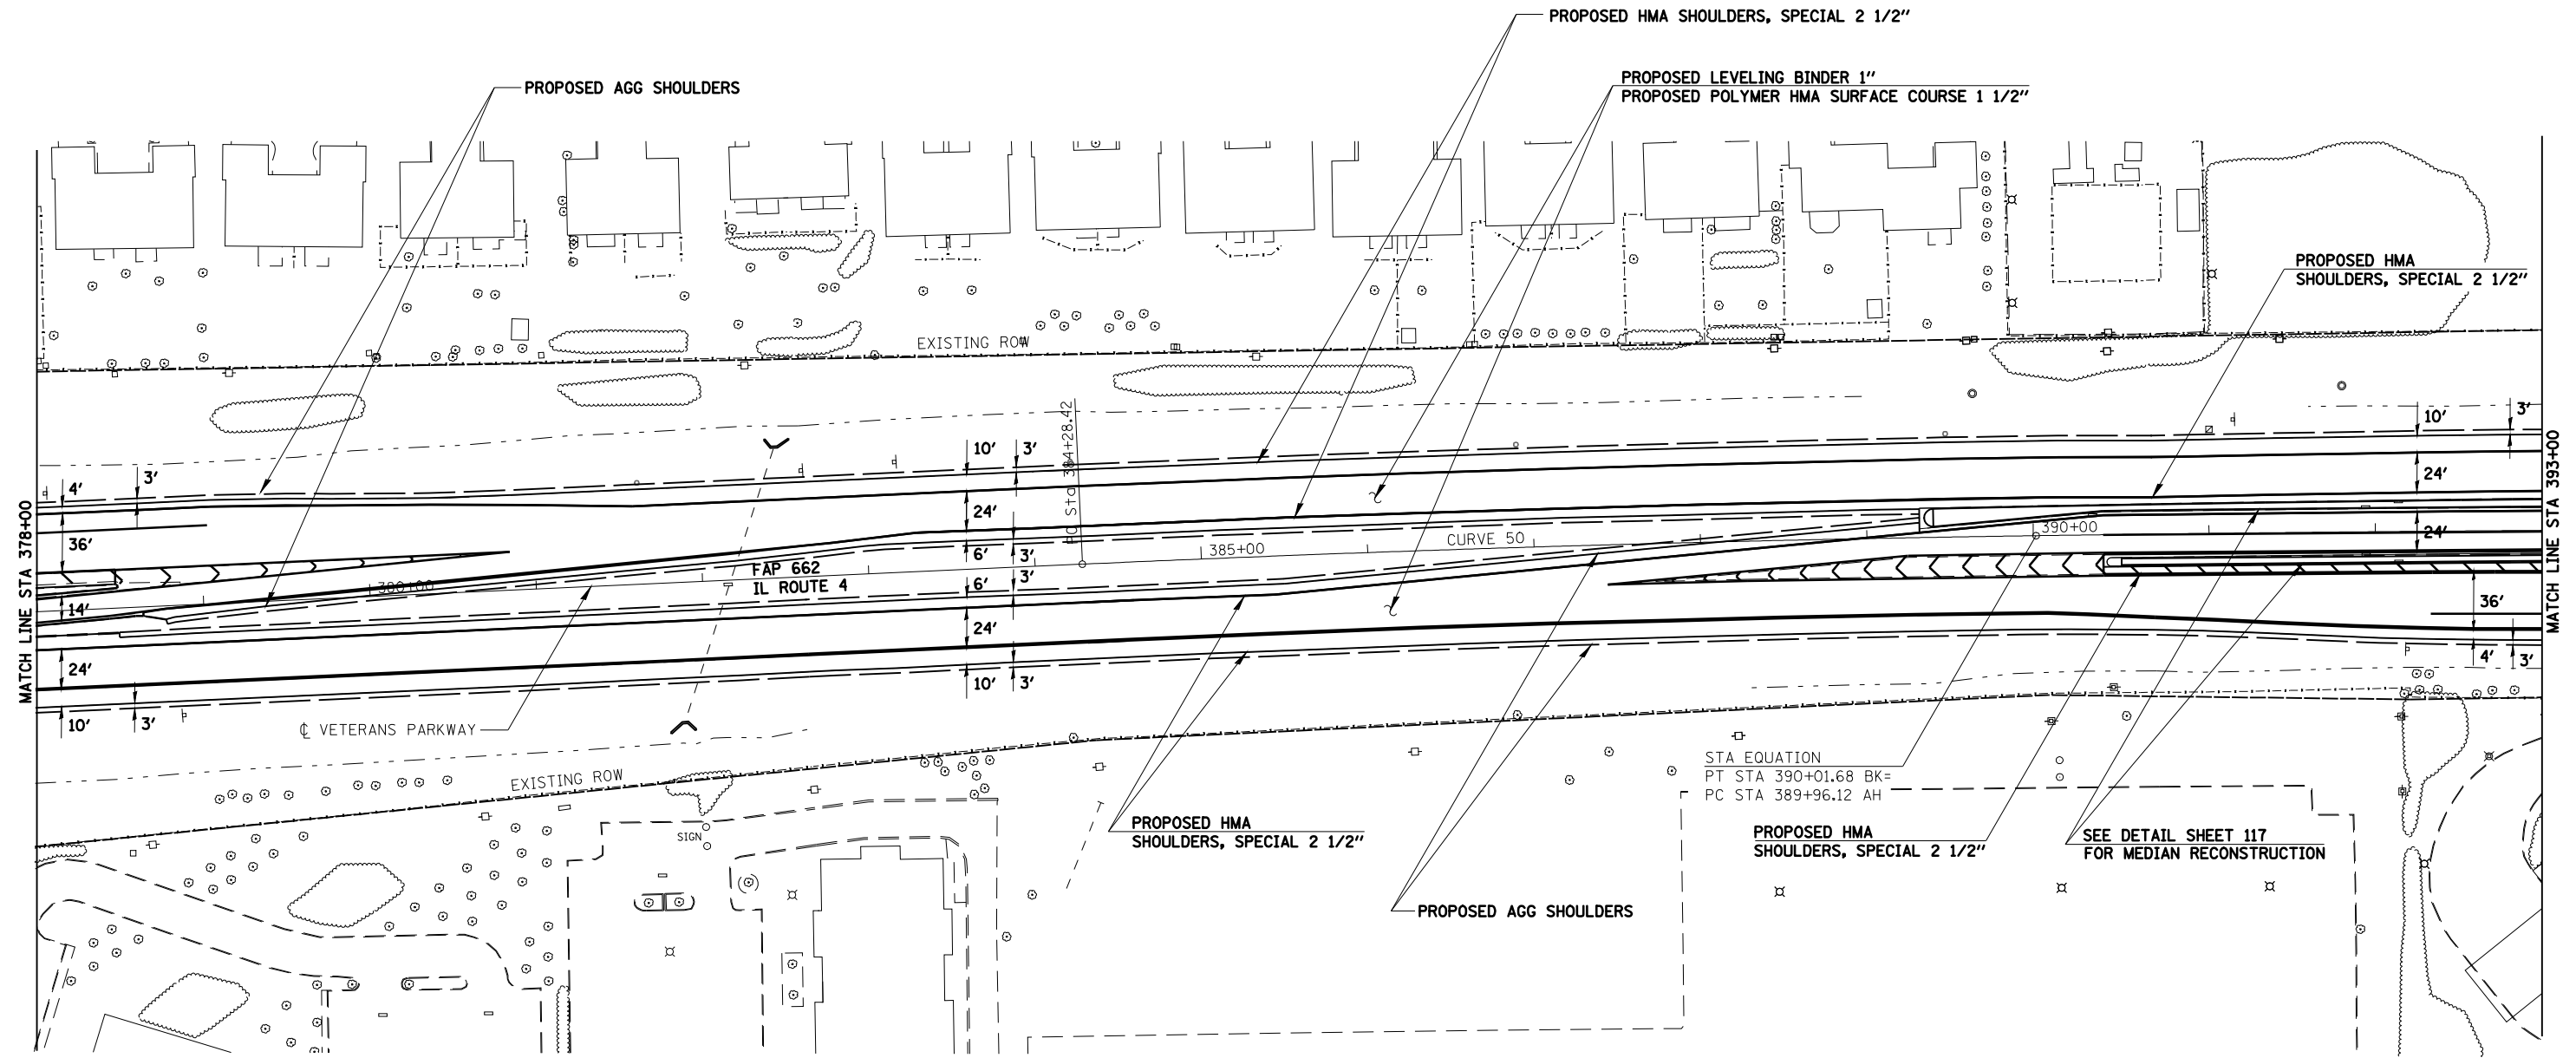 PROPOSED HMA SHOULDERS, SPECIAL 2 1/2"
PROPOSED LEVELING BINDER 1"
PROPOSED POLYMER HMA SURFACE COURSE 1 1/2"
PROPOSED AGG SHOULDERS
PROPOSED HMA
SHOULDERS, SPECIAL 2 1/2"
EXISTING ROW
PC Sta 384+28.42
10'
3'
10'
3'
3'
4'
24'
24'
36'
24'
6'
3'
385+00
CURVE 50
390+00
FAP 662
IL ROUTE 4
380+00
6'
3'
14'
36'
24'
24'
10'
3'
10'
3'
4'
3'
MATCH LINE STA 378+00
MATCH LINE STA 393+00
℄ VETERANS PARKWAY
EXISTING ROW
SIGN
STA EQUATION
PT STA 390+01.68 BK=
PC STA 389+96.12 AH
PROPOSED HMA
SHOULDERS, SPECIAL 2 1/2"
PROPOSED HMA
SHOULDERS, SPECIAL 2 1/2"
SEE DETAIL SHEET 117
FOR MEDIAN RECONSTRUCTION
PROPOSED AGG SHOULDERS